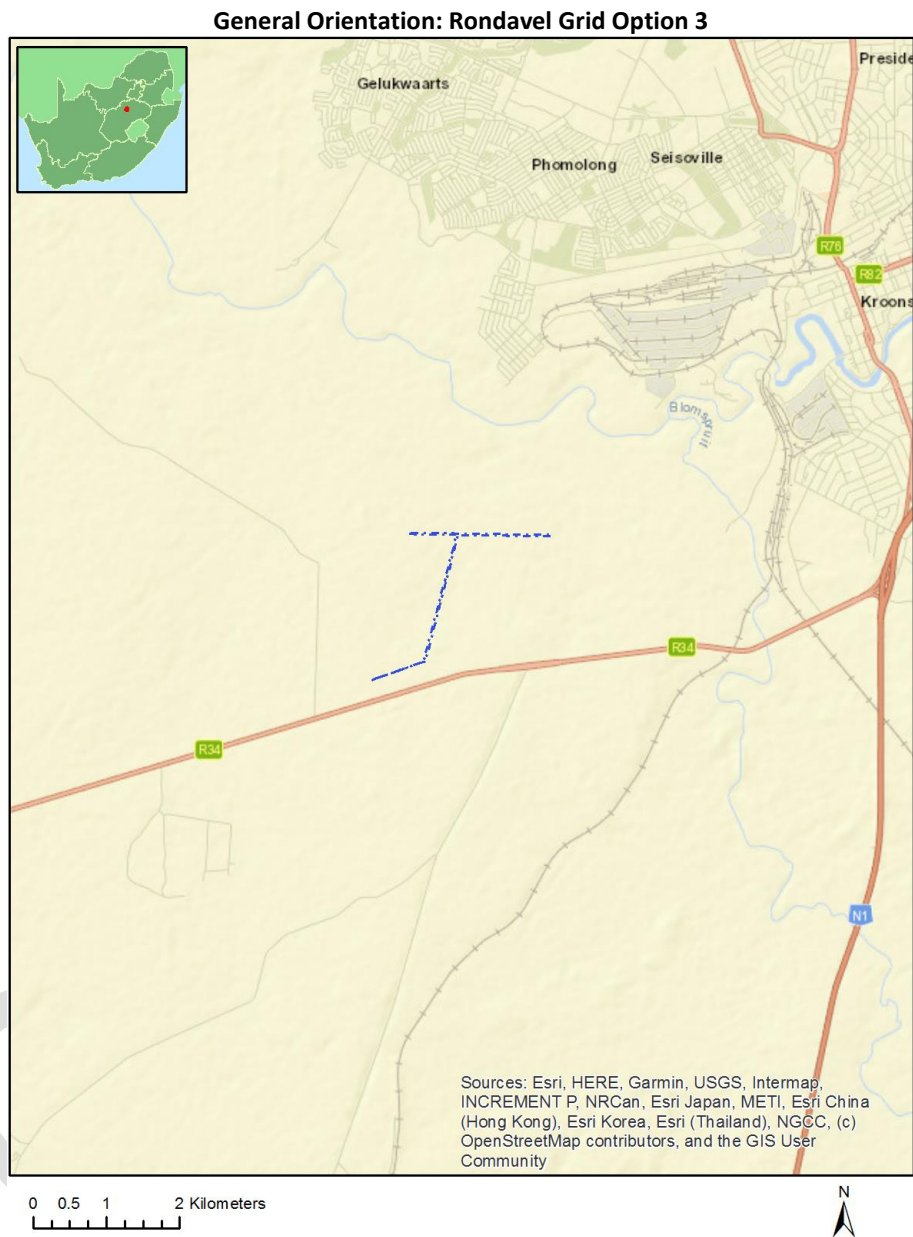 General Orientation: Rondavel Grid Option 3
Preside
Gelukwaarts
Phomolong
Seisoville
R76
R82
Kroons
Blomspruit
R34
R34
N1
Sources: Esri, HERE, Garmin, USGS, Intermap,
INCREMENT P, NRCan, Esri Japan, METI, Esri China
(Hong Kong), Esri Korea, Esri (Thailand), NGCC, (c)
OpenStreetMap contributors, and the GIS User
Community
0 0.5 1 2 Kilometers
N